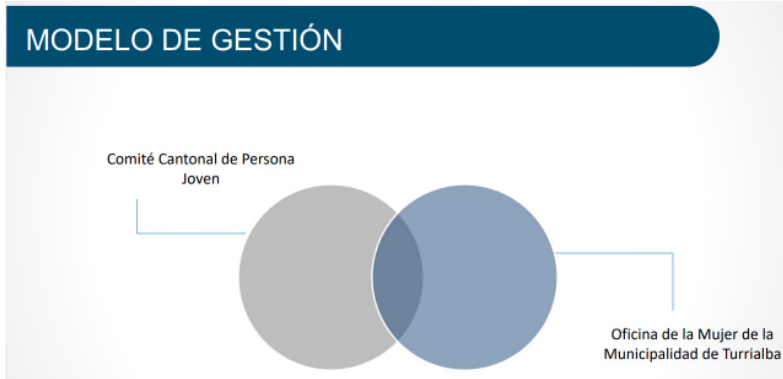 MODELO DE GESTIÓN
Comité Cantonal de Persona
Joven
Oficina de la Mujer de la
Municipalidad de Turrialba